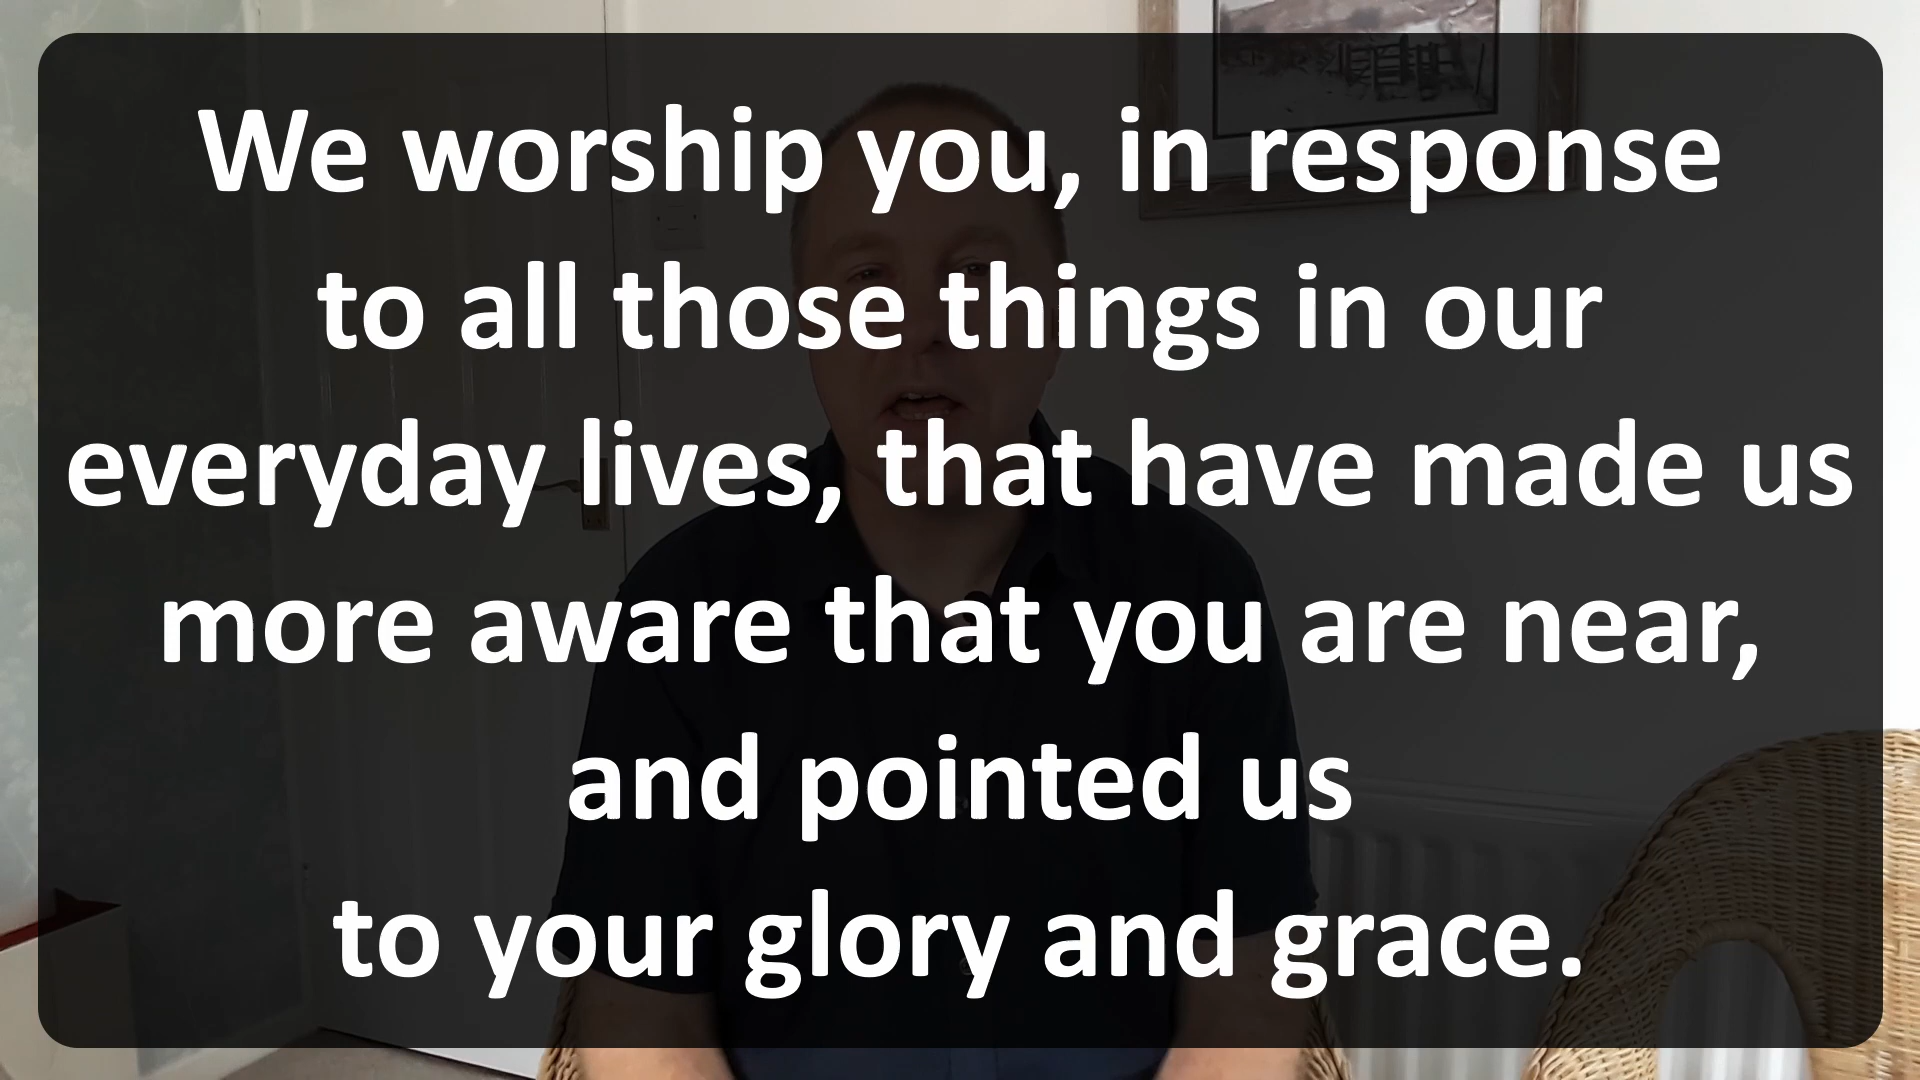 We worship you, in response
to all those things in our
everyday lives, that have made us
more aware that you are near,
and pointed us
to your glory and grace.